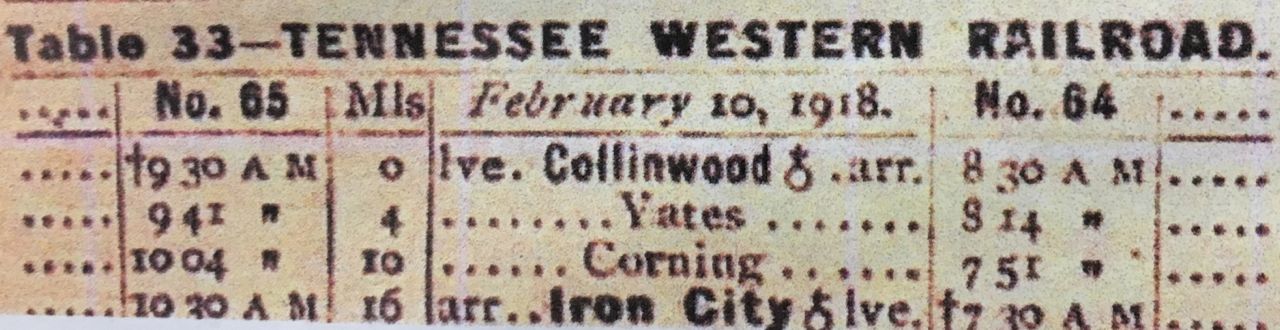 Table 33—TENNESSEE WESTERN RAILROAD.
..... No. 65 Mls February 10, 1918. No. 64 .....
..... †9 30 A M 0 lve. Collinwood ♁ .arr. 8 30 A M .....
..... 9 41 " 4 ........Yates ....... 8 14 " .....
..... 10 04 " 10 ...... Corning ...... 7 51 " .....
..... 10 30 A M 16 arr..Iron City ♁ lve. †7 30 A M .....